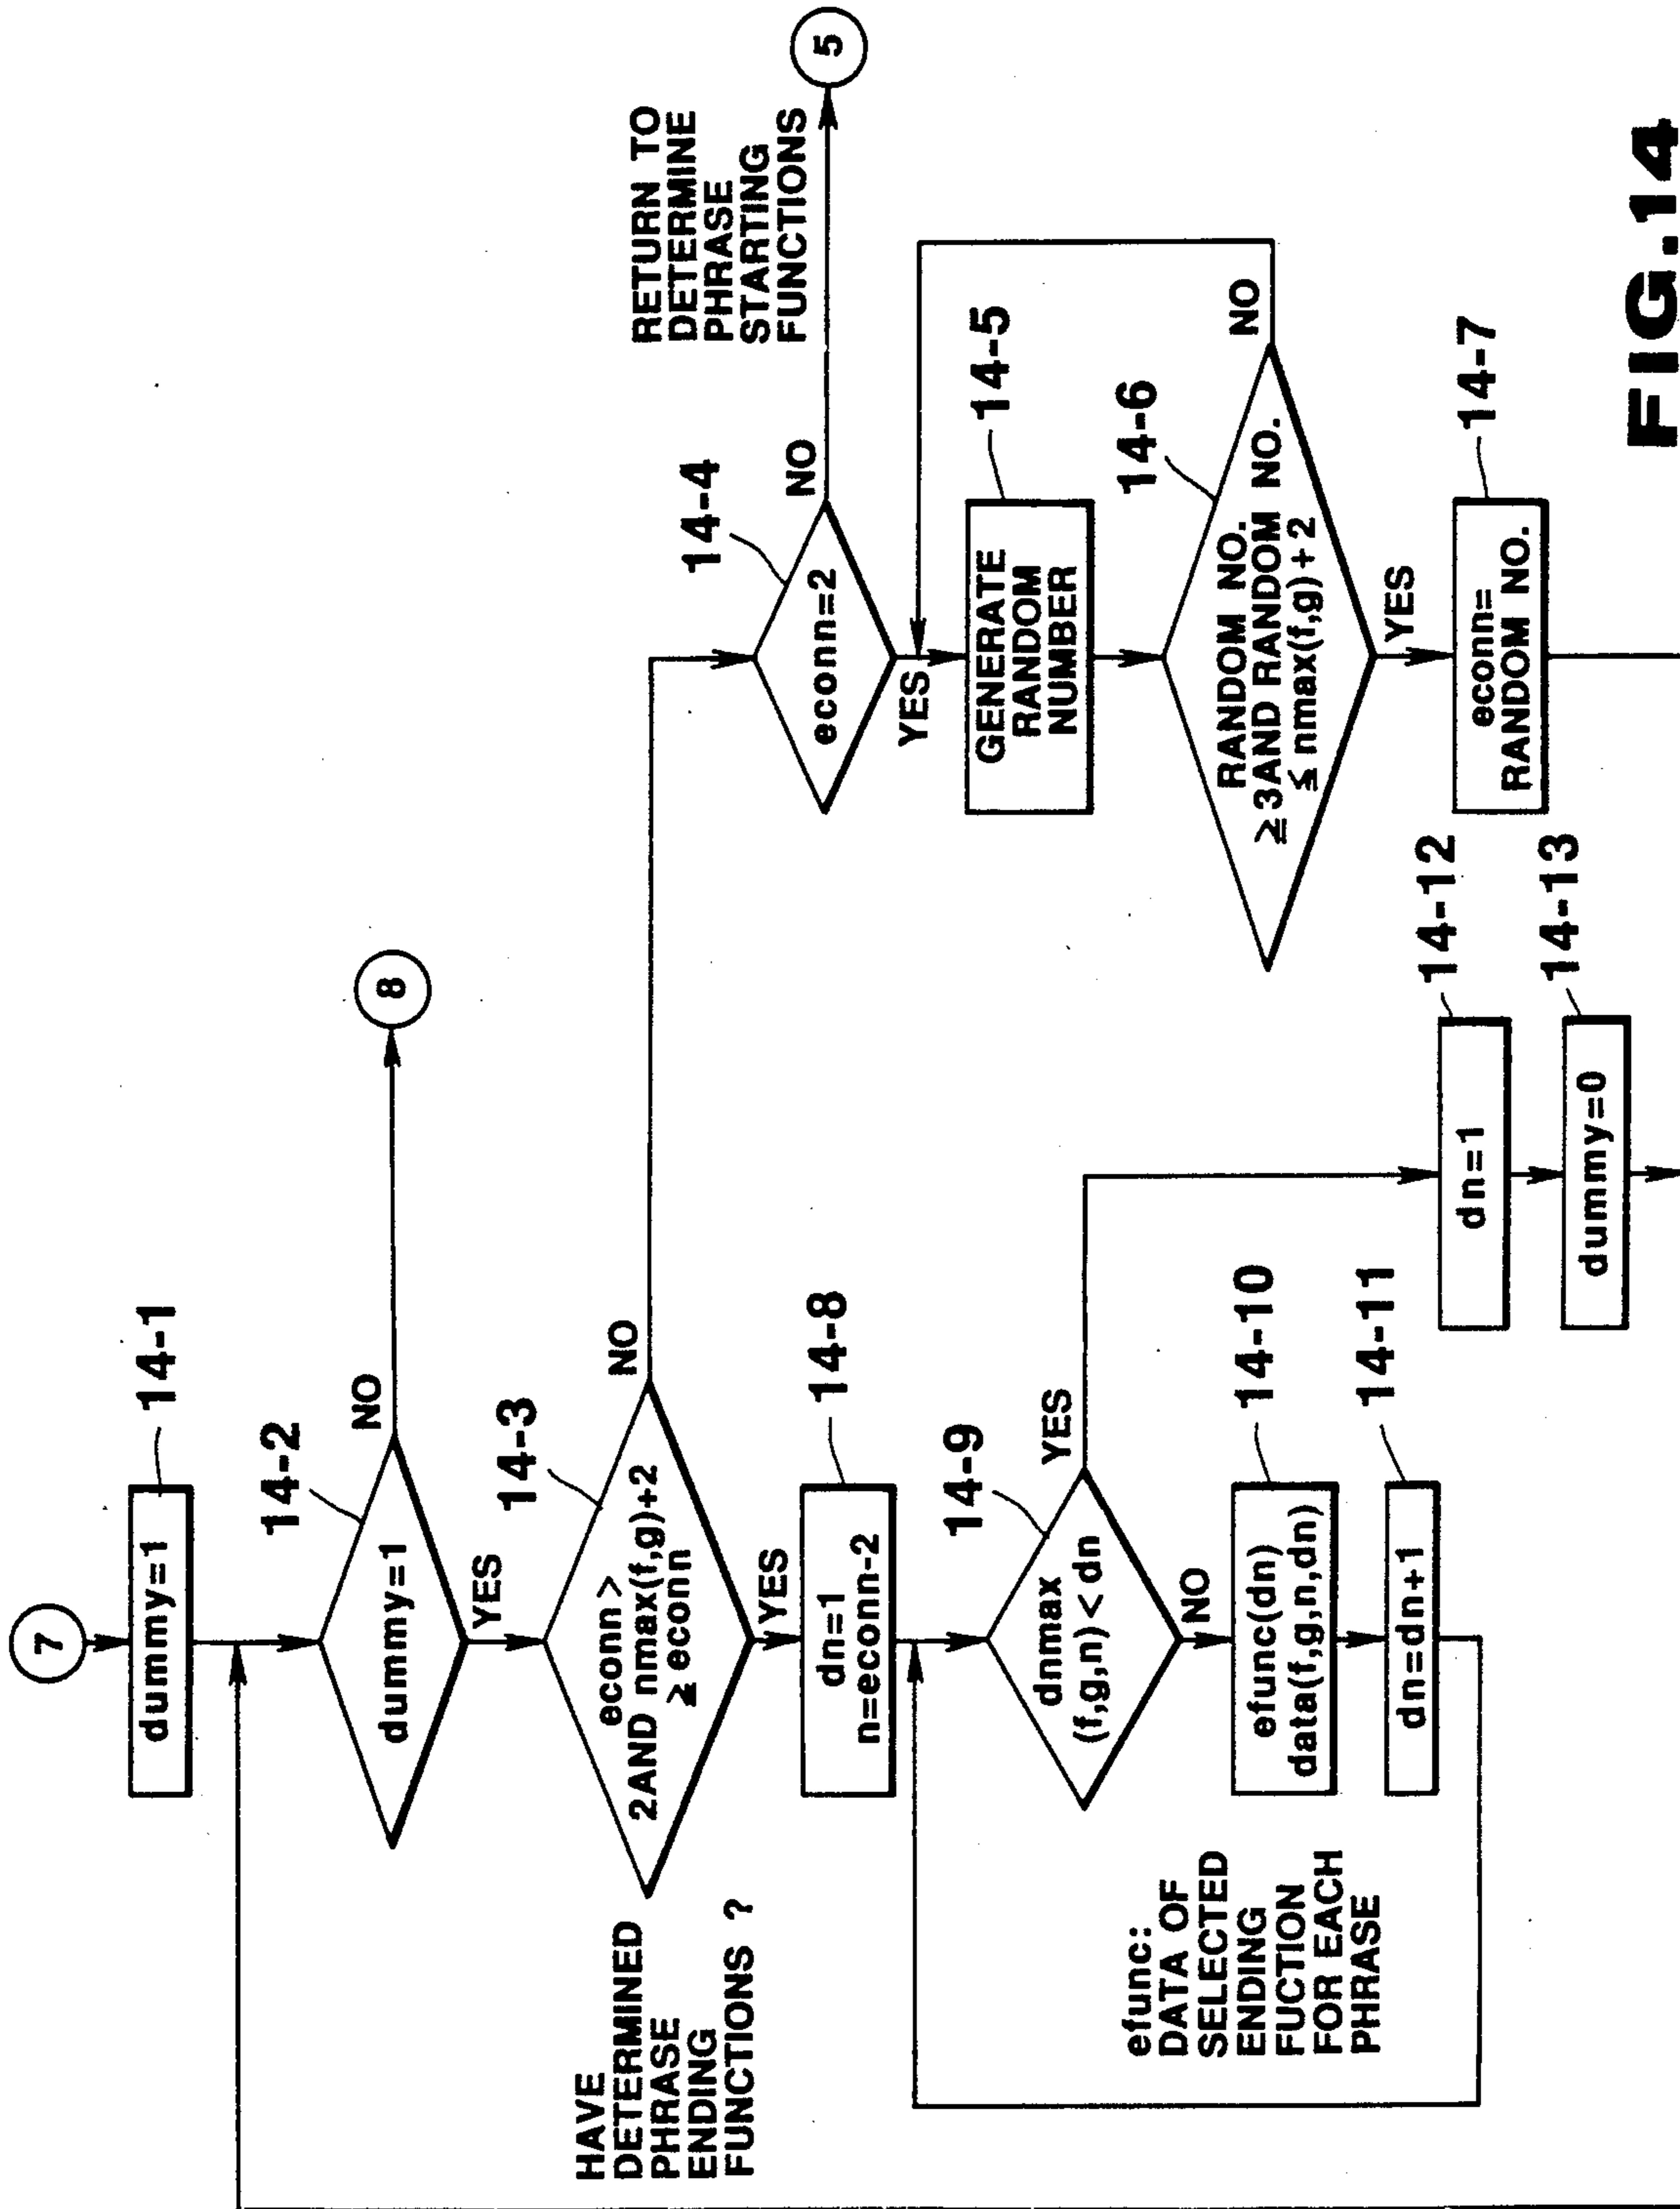 7
dummy=1
14-1
dummy=1
14-2
NO
8
YES
HAVE
DETERMINED
PHRASE
ENDING
FUNCTIONS ?
econn>
2AND nmax(f,g)+2
≧ econn
14-3
NO
YES
econn=2
14-4
NO
RETURN TO
DETERMINE
PHRASE
STARTING
FUNCTIONS
5
YES
GENERATE
RANDOM
NUMBER
14-5
RANDOM NO.
≧3AND RANDOM NO.
≦ nmax(f,g)+2
14-6
NO
YES
econn=
RANDOM NO.
14-7
dn=1
n=econn-2
14-8
dnmax
(f,g,n)<dn
14-9
YES
NO
efunc:
DATA OF
SELECTED
ENDING
FUCTION
FOR EACH
PHRASE
efunc(dn)
data(f,g,n,dn)
14-10
dn=dn+1
14-11
dn=1
14-12
dummy=0
14-13
FIG.14